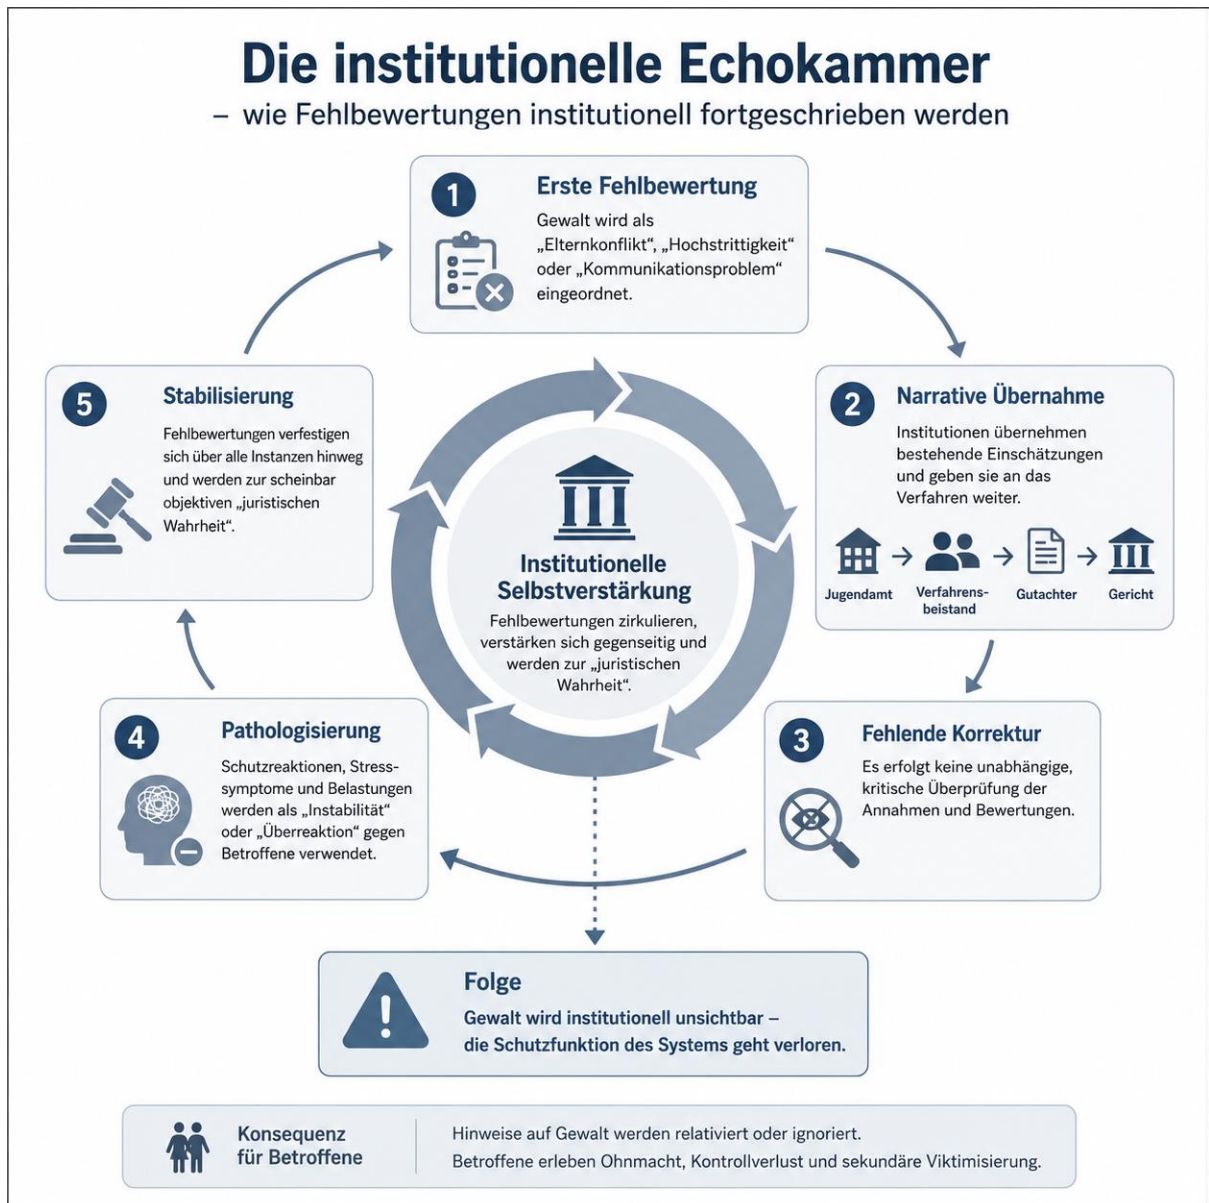 Die institutionelle Echokammer
– wie Fehlbewertungen institutionell fortgeschrieben werden
1
Erste Fehlbewertung
Gewalt wird als
„Elternkonflikt“, „Hochstrittigkeit“
oder „Kommunikationsproblem“
eingeordnet.
2
Narrative Übernahme
Institutionen übernehmen
bestehende Einschätzungen
und geben sie an das
Verfahren weiter.
Jugendamt
Verfahrens-
beistand
Gutachter
Gericht
3
Fehlende Korrektur
Es erfolgt keine unabhängige,
kritische Überprüfung der
Annahmen und Bewertungen.
4
Pathologisierung
Schutzreaktionen, Stress-
symptome und Belastungen
werden als „Instabilität“
oder „Überreaktion“ gegen
Betroffene verwendet.
5
Stabilisierung
Fehlbewertungen verfestigen
sich über alle Instanzen hinweg
und werden zur scheinbar
objektiven „juristischen
Wahrheit“.
Institutionelle
Selbstverstärkung
Fehlbewertungen zirkulieren,
verstärken sich gegenseitig und
werden zur „juristischen
Wahrheit“.
Folge
Gewalt wird institutionell unsichtbar –
die Schutzfunktion des Systems geht verloren.
Konsequenz
für Betroffene
Hinweise auf Gewalt werden relativiert oder ignoriert.
Betroffene erleben Ohnmacht, Kontrollverlust und sekundäre Viktimisierung.